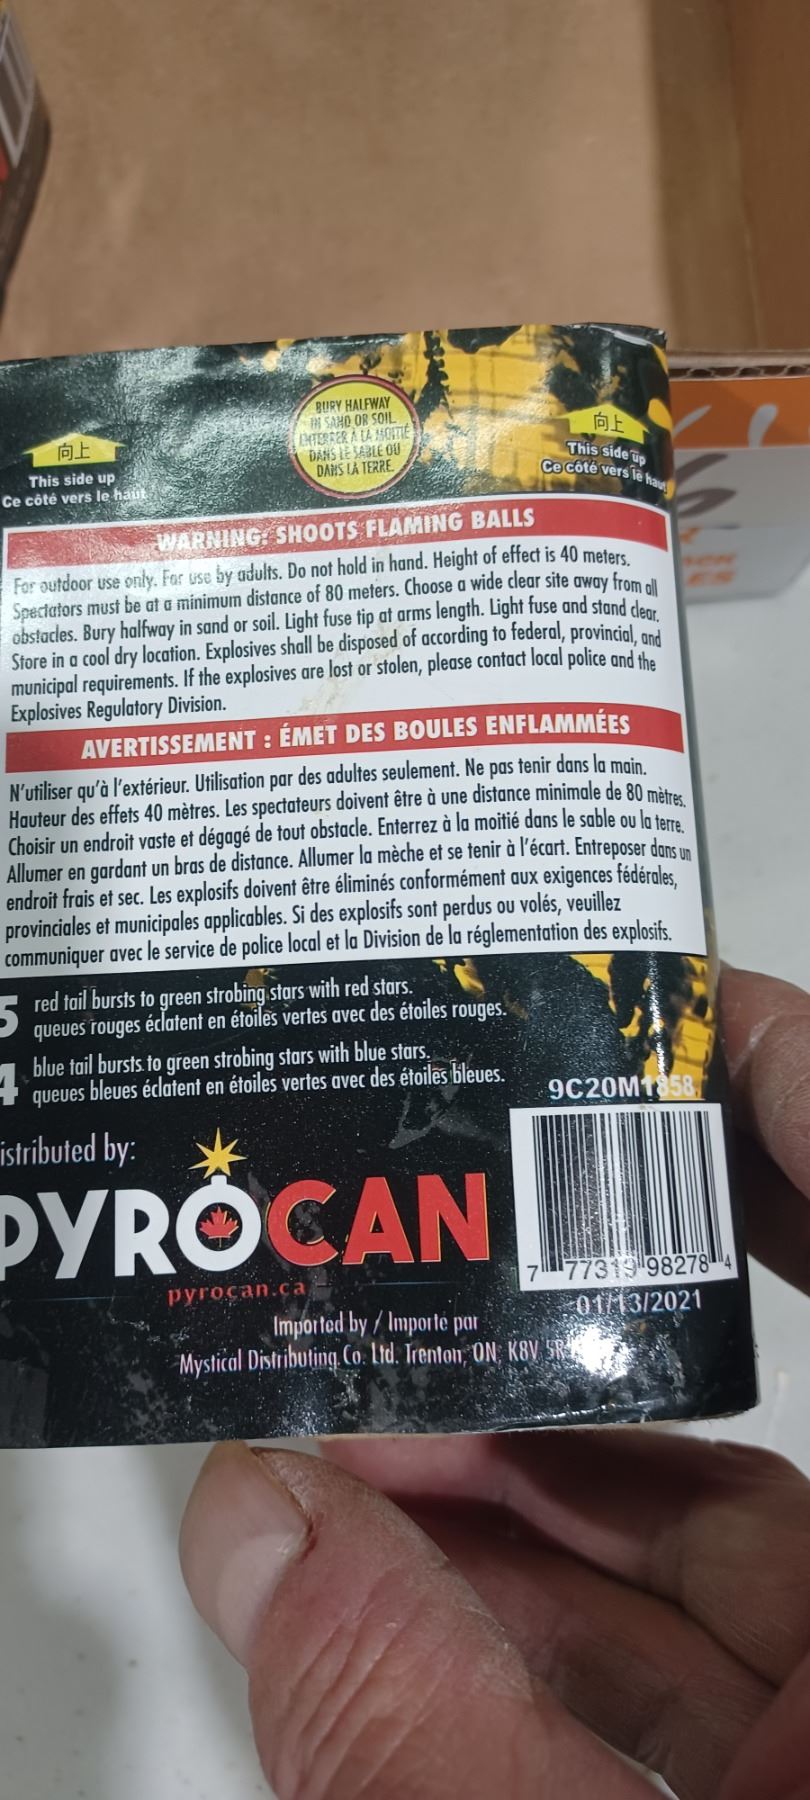 BURY HALFWAY
IN SAND OR SOIL.
ENTERRER À LA MOITIÉ
DANS LE SABLE OU
DANS LA TERRE.
向上
This side up
Ce côté vers le haut
向上
This side up
Ce côté vers le haut
WARNING: SHOOTS FLAMING BALLS
For outdoor use only. For use by adults. Do not hold in hand. Height of effect is 40 meters.
Spectators must be at a minimum distance of 80 meters. Choose a wide clear site away from all
obstacles. Bury halfway in sand or soil. Light fuse tip at arms length. Light fuse and stand clear.
Store in a cool dry location. Explosives shall be disposed of according to federal, provincial, and
municipal requirements. If the explosives are lost or stolen, please contact local police and the
Explosives Regulatory Division.
AVERTISSEMENT : ÉMET DES BOULES ENFLAMMÉES
N'utiliser qu'à l'extérieur. Utilisation par des adultes seulement. Ne pas tenir dans la main.
Hauteur des effets 40 mètres. Les spectateurs doivent être à une distance minimale de 80 mètres.
Choisir un endroit vaste et dégagé de tout obstacle. Enterrez à la moitié dans le sable ou la terre.
Allumer en gardant un bras de distance. Allumer la mèche et se tenir à l'écart. Entreposer dans un
endroit frais et sec. Les explosifs doivent être éliminés conformément aux exigences fédérales,
provinciales et municipales applicables. Si des explosifs sont perdus ou volés, veuillez
communiquer avec le service de police local et la Division de la réglementation des explosifs.
5 red tail bursts to green strobing stars with red stars.
queues rouges éclatent en étoiles vertes avec des étoiles rouges.
4 blue tail bursts to green strobing stars with blue stars.
queues bleues éclatent en étoiles vertes avec des étoiles bleues.
9C20M1858
istributed by:
PYROCAN
pyrocan.ca
7 77319 98278 4
01/13/2021
Imported by / Importé par
Mystical Distributing Co. Ltd. Trenton, ON, K8V